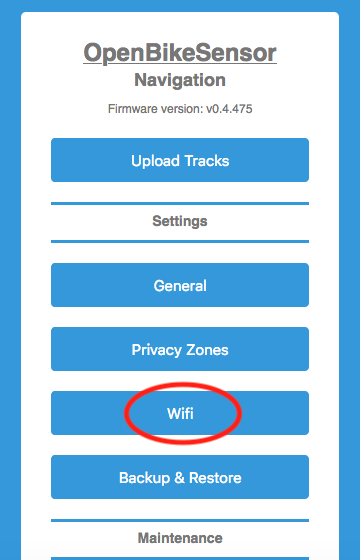 OpenBikeSensor
Navigation
Firmware version: v0.4.475
Upload Tracks
Settings
General
Privacy Zones
Wifi
Backup & Restore
Maintenance